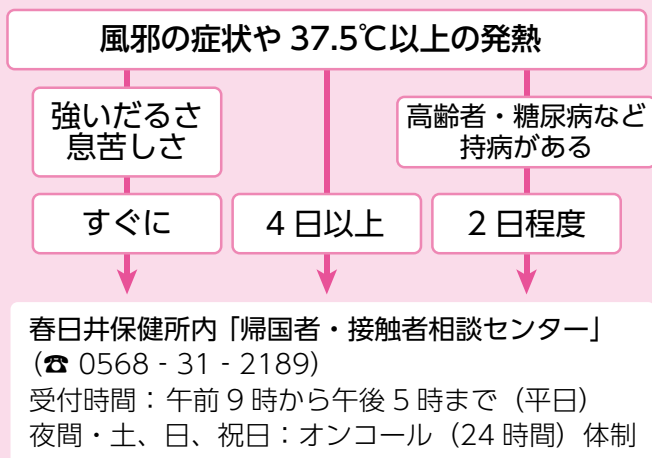 風邪の症状や 37.5℃以上の発熱
強いだるさ
息苦しさ
高齢者・糖尿病など
持病がある
すぐに
4日以上
2日程度
春日井保健所内「帰国者・接触者相談センター」
(☎ 0568 - 31 - 2189)
受付時間：午前9時から午後5時まで（平日）
夜間・土、日、祝日：オンコール（24時間）体制